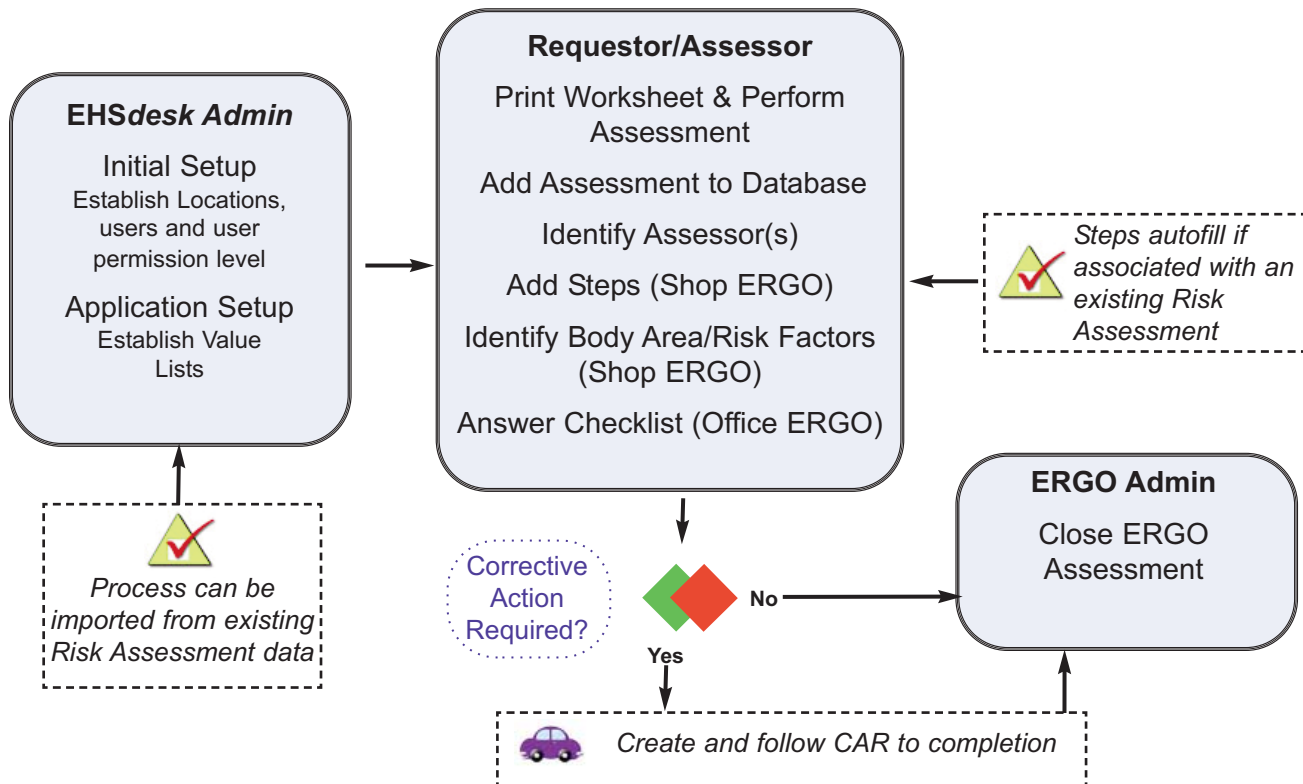 EHSdesk Admin
Initial Setup
Establish Locations,
users and user
permission level
Application Setup
Establish Value
Lists
Process can be
imported from existing
Risk Assessment data
Requestor/Assessor
Print Worksheet & Perform
Assessment
Add Assessment to Database
Identify Assessor(s)
Add Steps (Shop ERGO)
Identify Body Area/Risk Factors
(Shop ERGO)
Answer Checklist (Office ERGO)
Steps autofill if
associated with an
existing Risk
Assessment
Corrective
Action
Required?
No
Yes
ERGO Admin
Close ERGO
Assessment
Create and follow CAR to completion